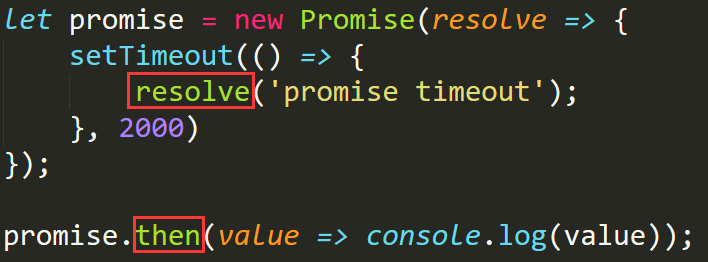 let promise = new Promise(resolve => {
    setTimeout(() => {
        resolve('promise timeout');
    }, 2000)
});
promise.then(value => console.log(value));